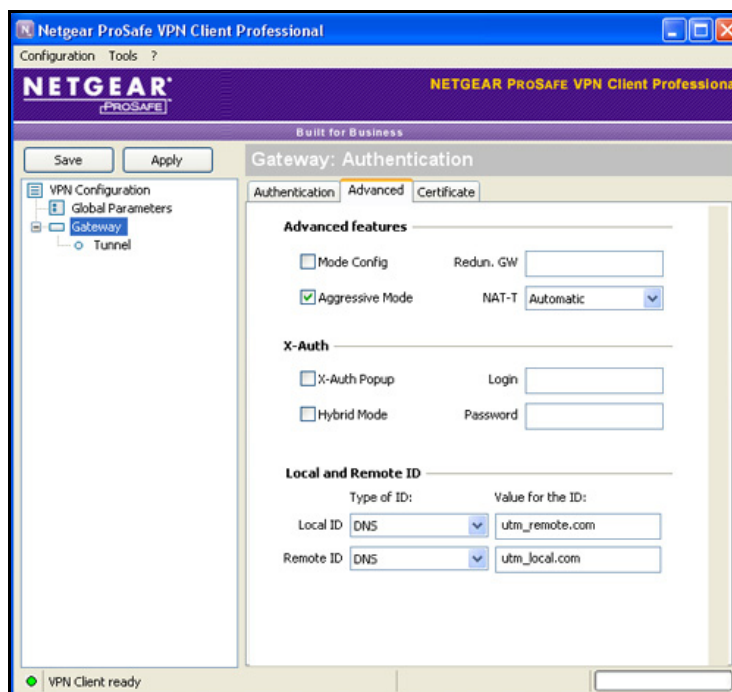 Netgear ProSafe VPN Client Professional
Configuration Tools ?
NETGEAR®
PROSAFE
NETGEAR PROSAFE VPN Client Professiona
Built for Business
Save Apply
Gateway: Authentication
VPN Configuration
Global Parameters
Gateway
Tunnel
Authentication Advanced Certificate
Advanced features
Mode Config Redun. GW
Aggressive Mode NAT-T Automatic
X-Auth
X-Auth Popup Login
Hybrid Mode Password
Local and Remote ID
Type of ID: Value for the ID:
Local ID DNS utm_remote.com
Remote ID DNS utm_local.com
VPN Client ready